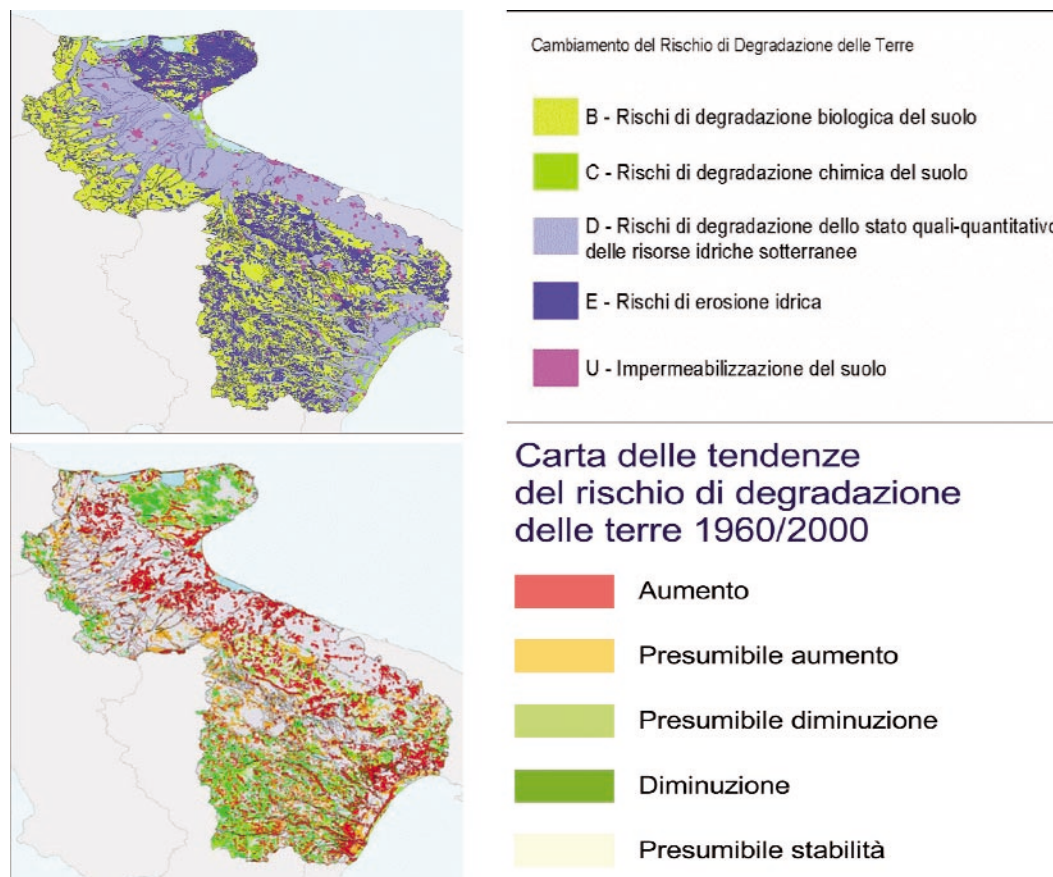 Cambiamento del Rischio di Degradazione delle Terre
B - Rischi di degradazione biologica del suolo
C - Rischi di degradazione chimica del suolo
D - Rischi di degradazione dello stato quali-quantitativo
delle risorse idriche sotterranee
E - Rischi di erosione idrica
U - Impermeabilizzazione del suolo
Carta delle tendenze
del rischio di degradazione
delle terre 1960/2000
Aumento
Presumibile aumento
Presumibile diminuzione
Diminuzione
Presumibile stabilità